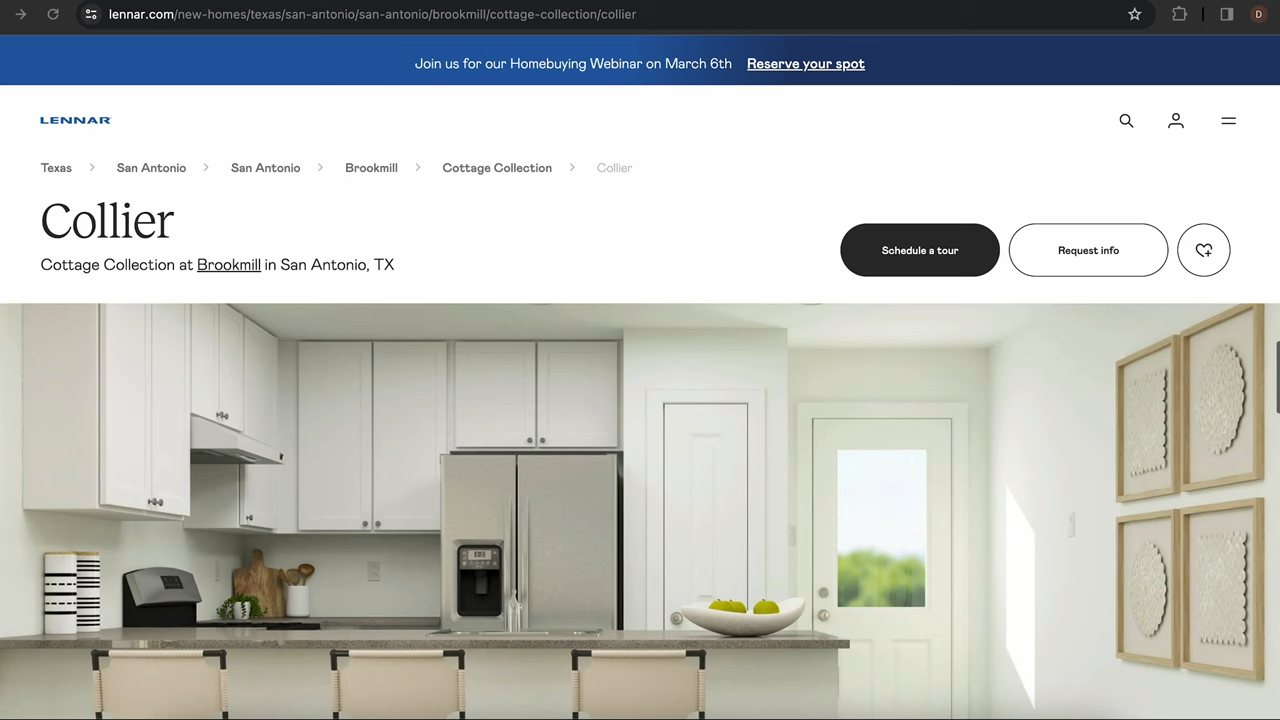 lennar.com/new-homes/texas/san-antonio/san-antonio/brookmill/cottage-collection/collier
D
Join us for our Homebuying Webinar on March 6th Reserve your spot
LENNAR
Texas > San Antonio > San Antonio > Brookmill > Cottage Collection > Collier
Collier
Cottage Collection at Brookmill in San Antonio, TX
Schedule a tour
Request info